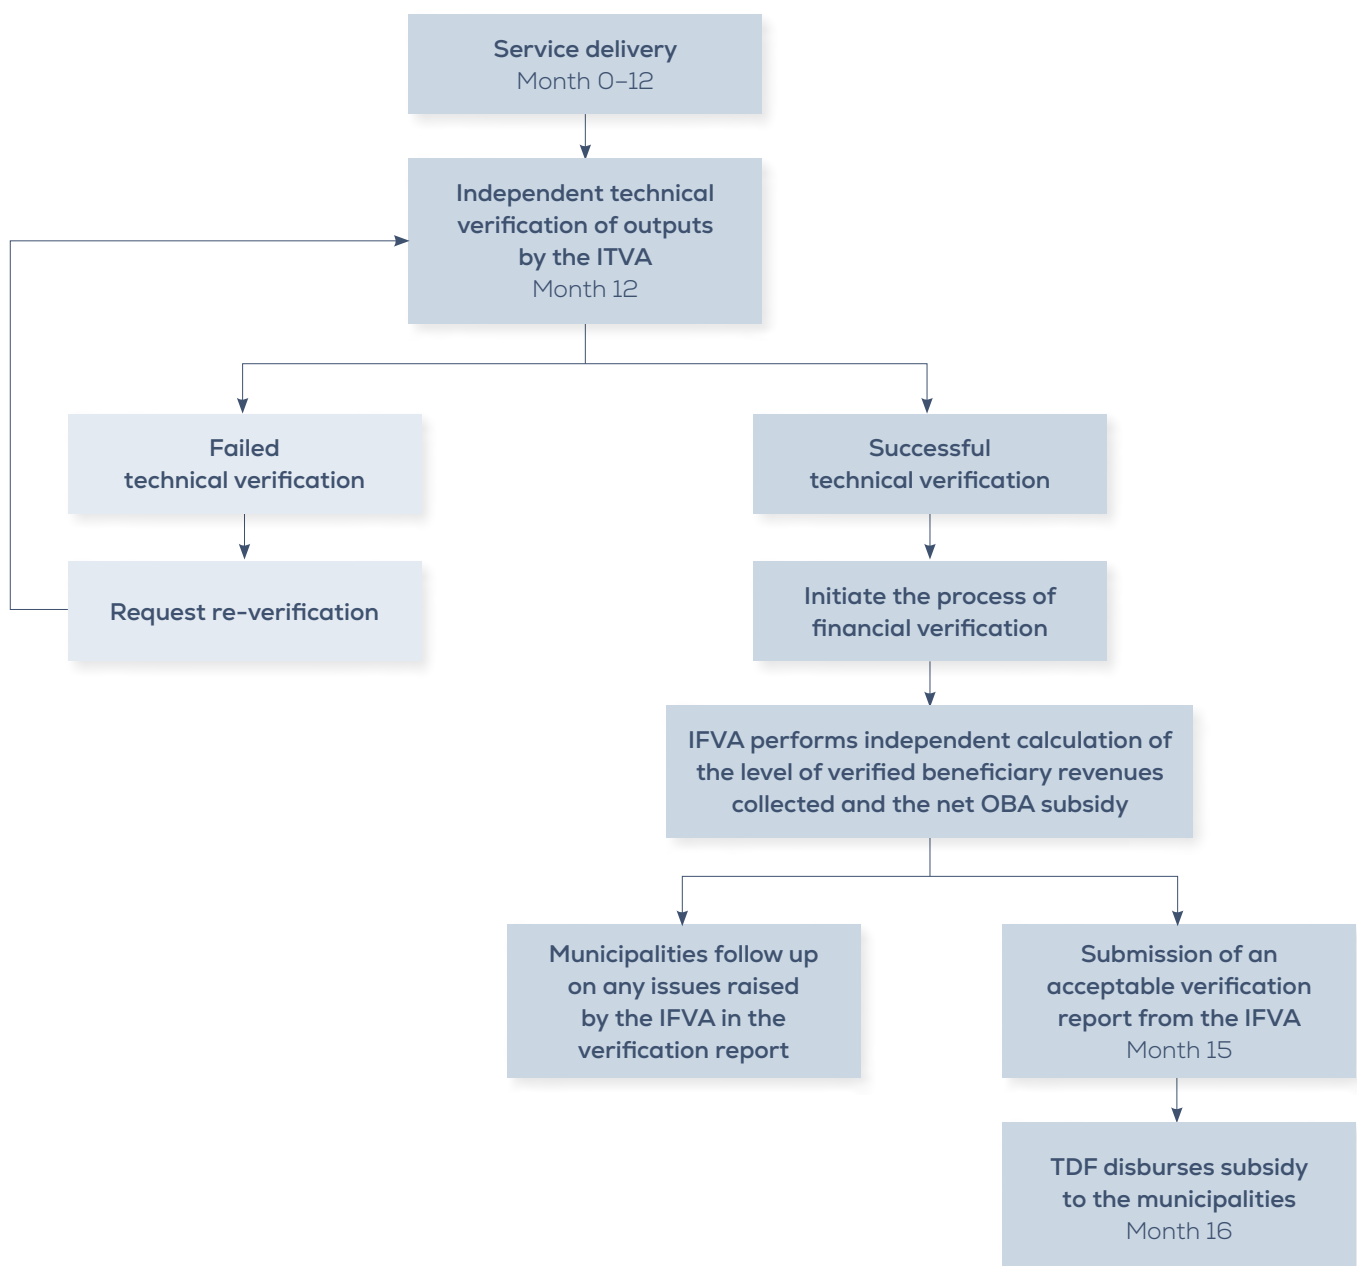 Service delivery
Month 0–12
Independent technical
verification of outputs
by the ITVA
Month 12
Failed
technical verification
Request re-verification
Successful
technical verification
Initiate the process of
financial verification
IFVA performs independent calculation of
the level of verified beneficiary revenues
collected and the net OBA subsidy
Municipalities follow up
on any issues raised
by the IFVA in the
verification report
Submission of an
acceptable verification
report from the IFVA
Month 15
TDF disburses subsidy
to the municipalities
Month 16